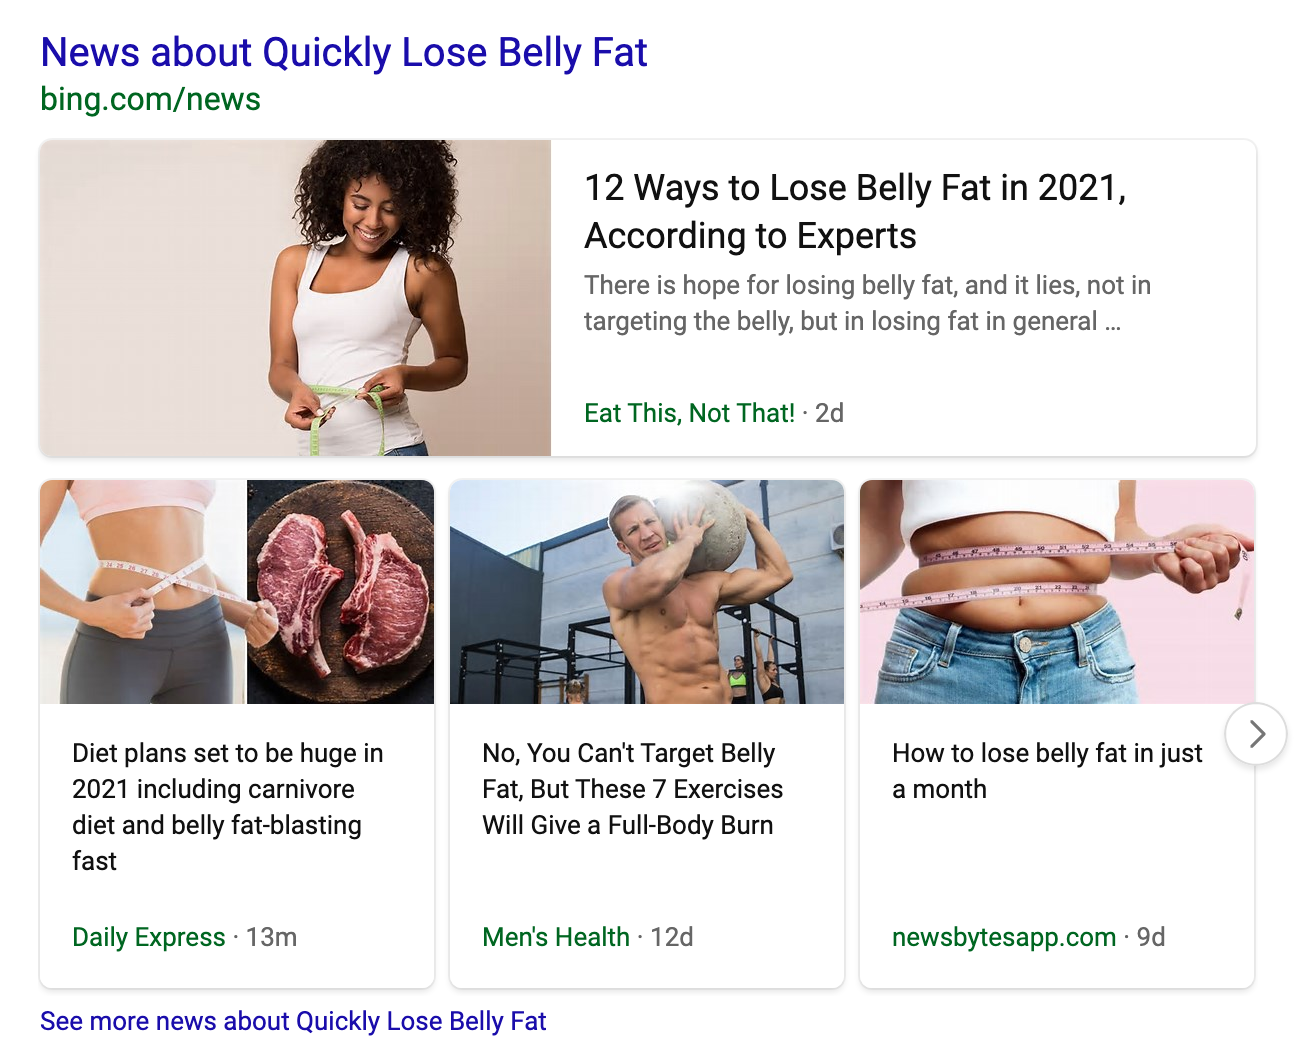 News about Quickly Lose Belly Fat
bing.com/news
12 Ways to Lose Belly Fat in 2021,
According to Experts
There is hope for losing belly fat, and it lies, not in
targeting the belly, but in losing fat in general ...
Eat This, Not That! · 2d
Diet plans set to be huge in
2021 including carnivore
diet and belly fat-blasting
fast
Daily Express · 13m
No, You Can't Target Belly
Fat, But These 7 Exercises
Will Give a Full-Body Burn
Men's Health · 12d
How to lose belly fat in just
a month
newsbytesapp.com · 9d
See more news about Quickly Lose Belly Fat